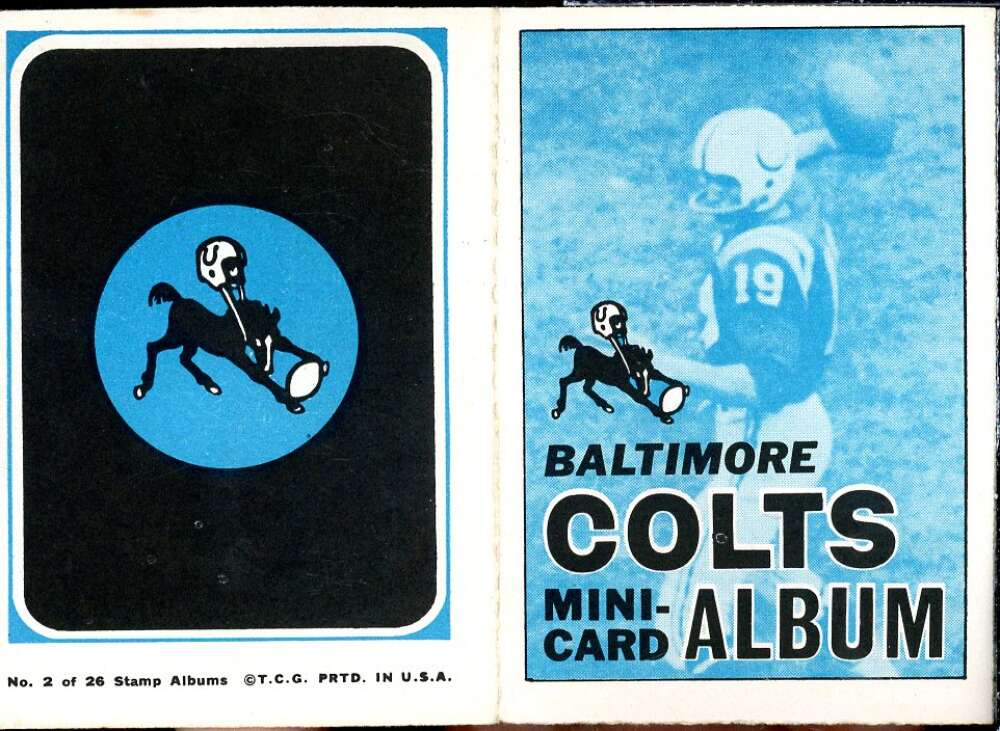 No. 2 of 26 Stamp Albums ©T.C.G. PRTD. IN U.S.A.
19
BALTIMORE
COLTS
MINI-
CARD ALBUM